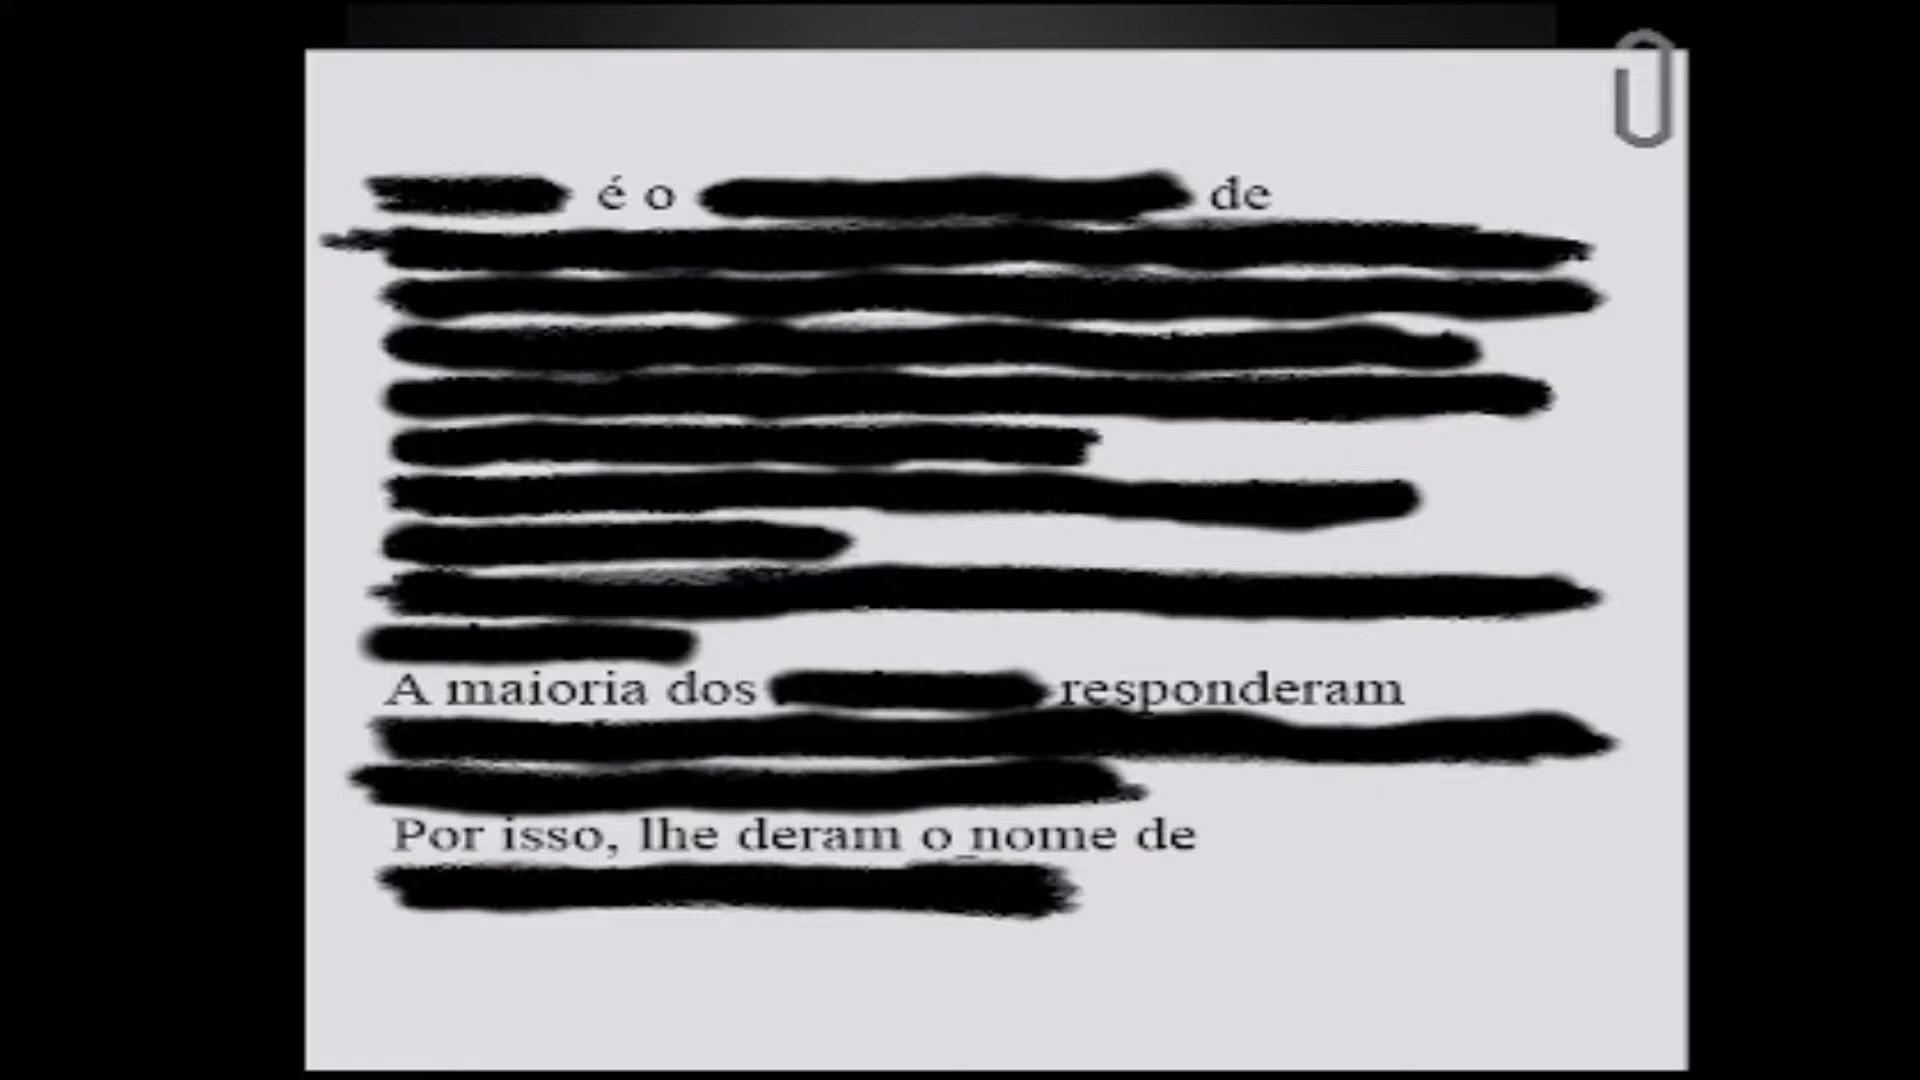 é o de
A maioria dos responderam
Por isso, lhe deram o nome de